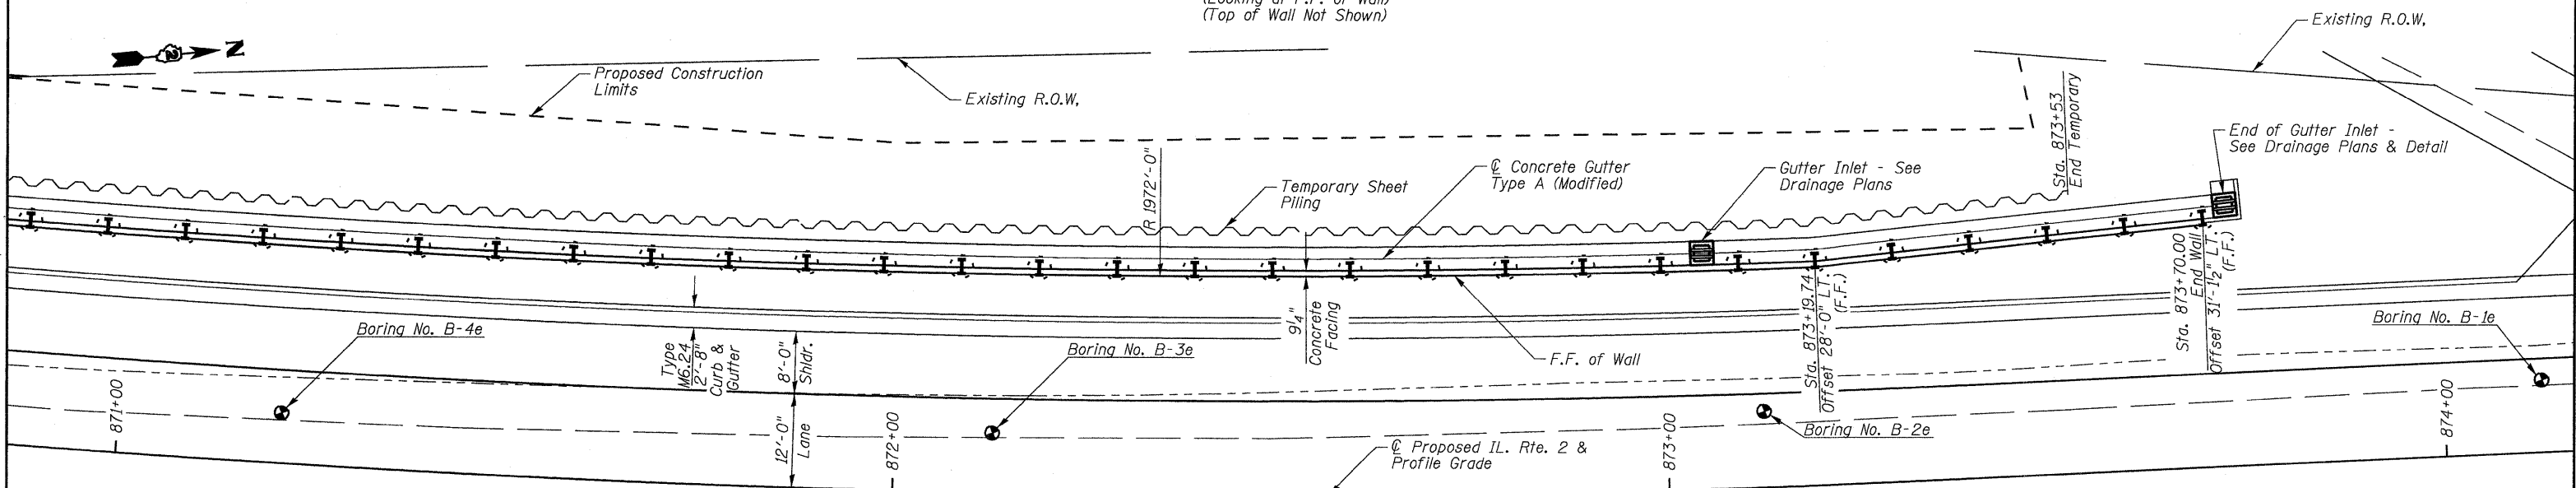 (Top of Wall Not Shown)
Existing R.O.W.
N
2
Proposed Construction
Limits
Existing R.O.W.
Sta. 873+53
End Temporary
End of Gutter Inlet -
See Drainage Plans & Detail
RR 1972'-0"
Temporary Sheet
Piling
℄ Concrete Gutter
Type A (Modified)
Gutter Inlet - See
Drainage Plans
Type
M6.24
2'-8"
Curb &
Gutter
8'-0"
Shldr.
12'-0"
Lane
9¼"
Concrete
Facing
F.F. of Wall
Sta. 873+19.74
Offset 28'-0" LT.
(F.F.)
Sta. 873+70.00
End Wall
Offset 31'-1½" LT.
(F.F.)
Boring No. B-4e
Boring No. B-3e
Boring No. B-2e
Boring No. B-1e
871+00
872+00
873+00
874+00
℄ Proposed IL. Rte. 2 &
Profile Grade